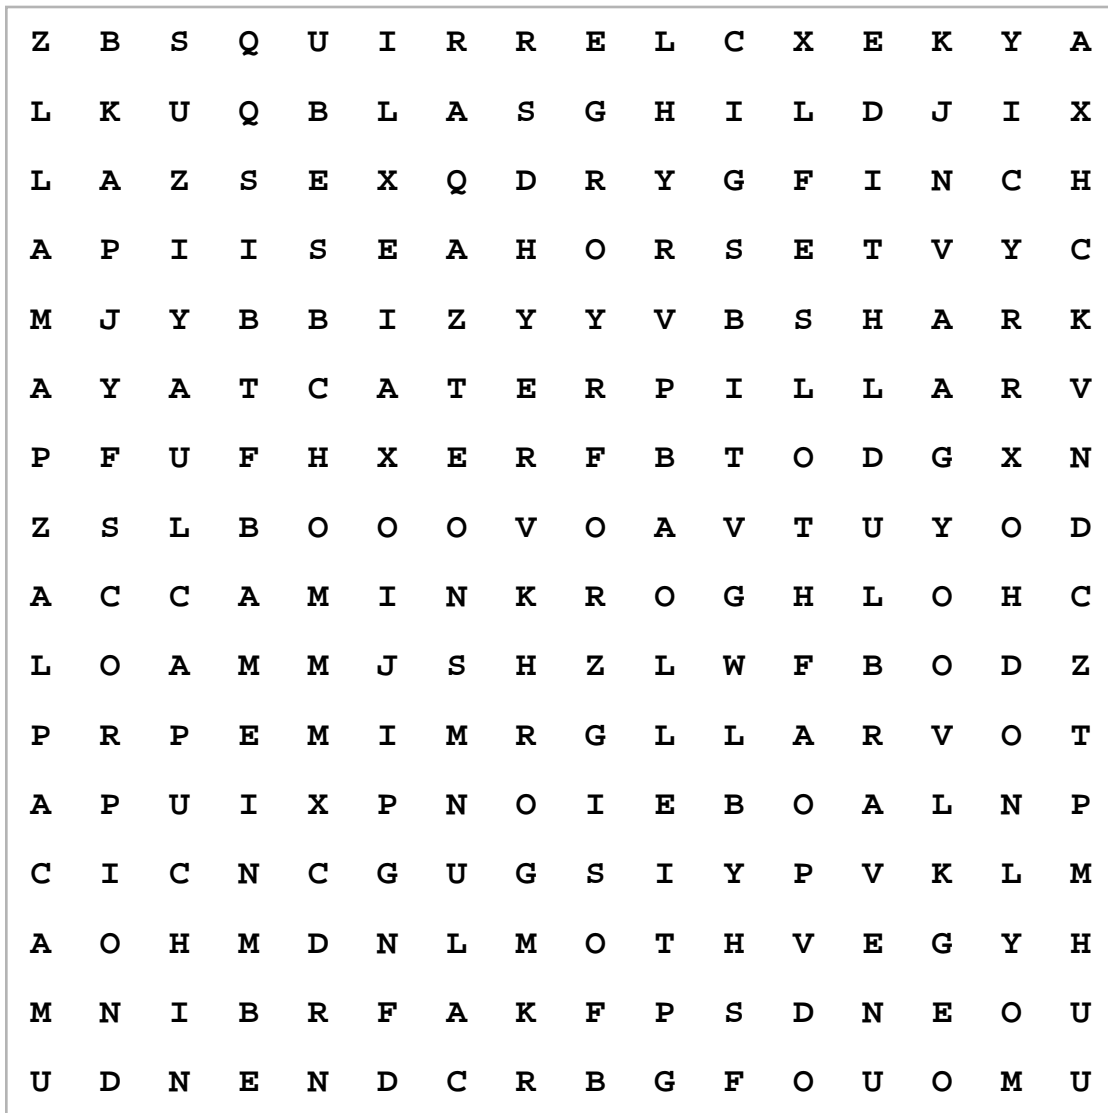 Z B S Q U I R R E L C X E K Y A
L K U Q B L A S G H I L D J I X
L A Z S E X Q D R Y G F I N C H
A P I I S E A H O R S E T V Y C
M J Y B B I Z Y Y V B S H A R K
A Y A T C A T E R P I L L A R V
P F U F H X E R F B T O D G X N
Z S L B O O O V O A V T U Y O D
A C C A M I N K R O G H L O H C
L O A M M J S H Z L W F B O D Z
P R P E M I M R G L L A R V O T
A P U I X P N O I E B O A L N P
C I C N C G U G S I Y P V K L M
A O H M D N L M O T H V E G Y H
M N I B R F A K F P S D N E O U
U D N E N D C R B G F O U O M U